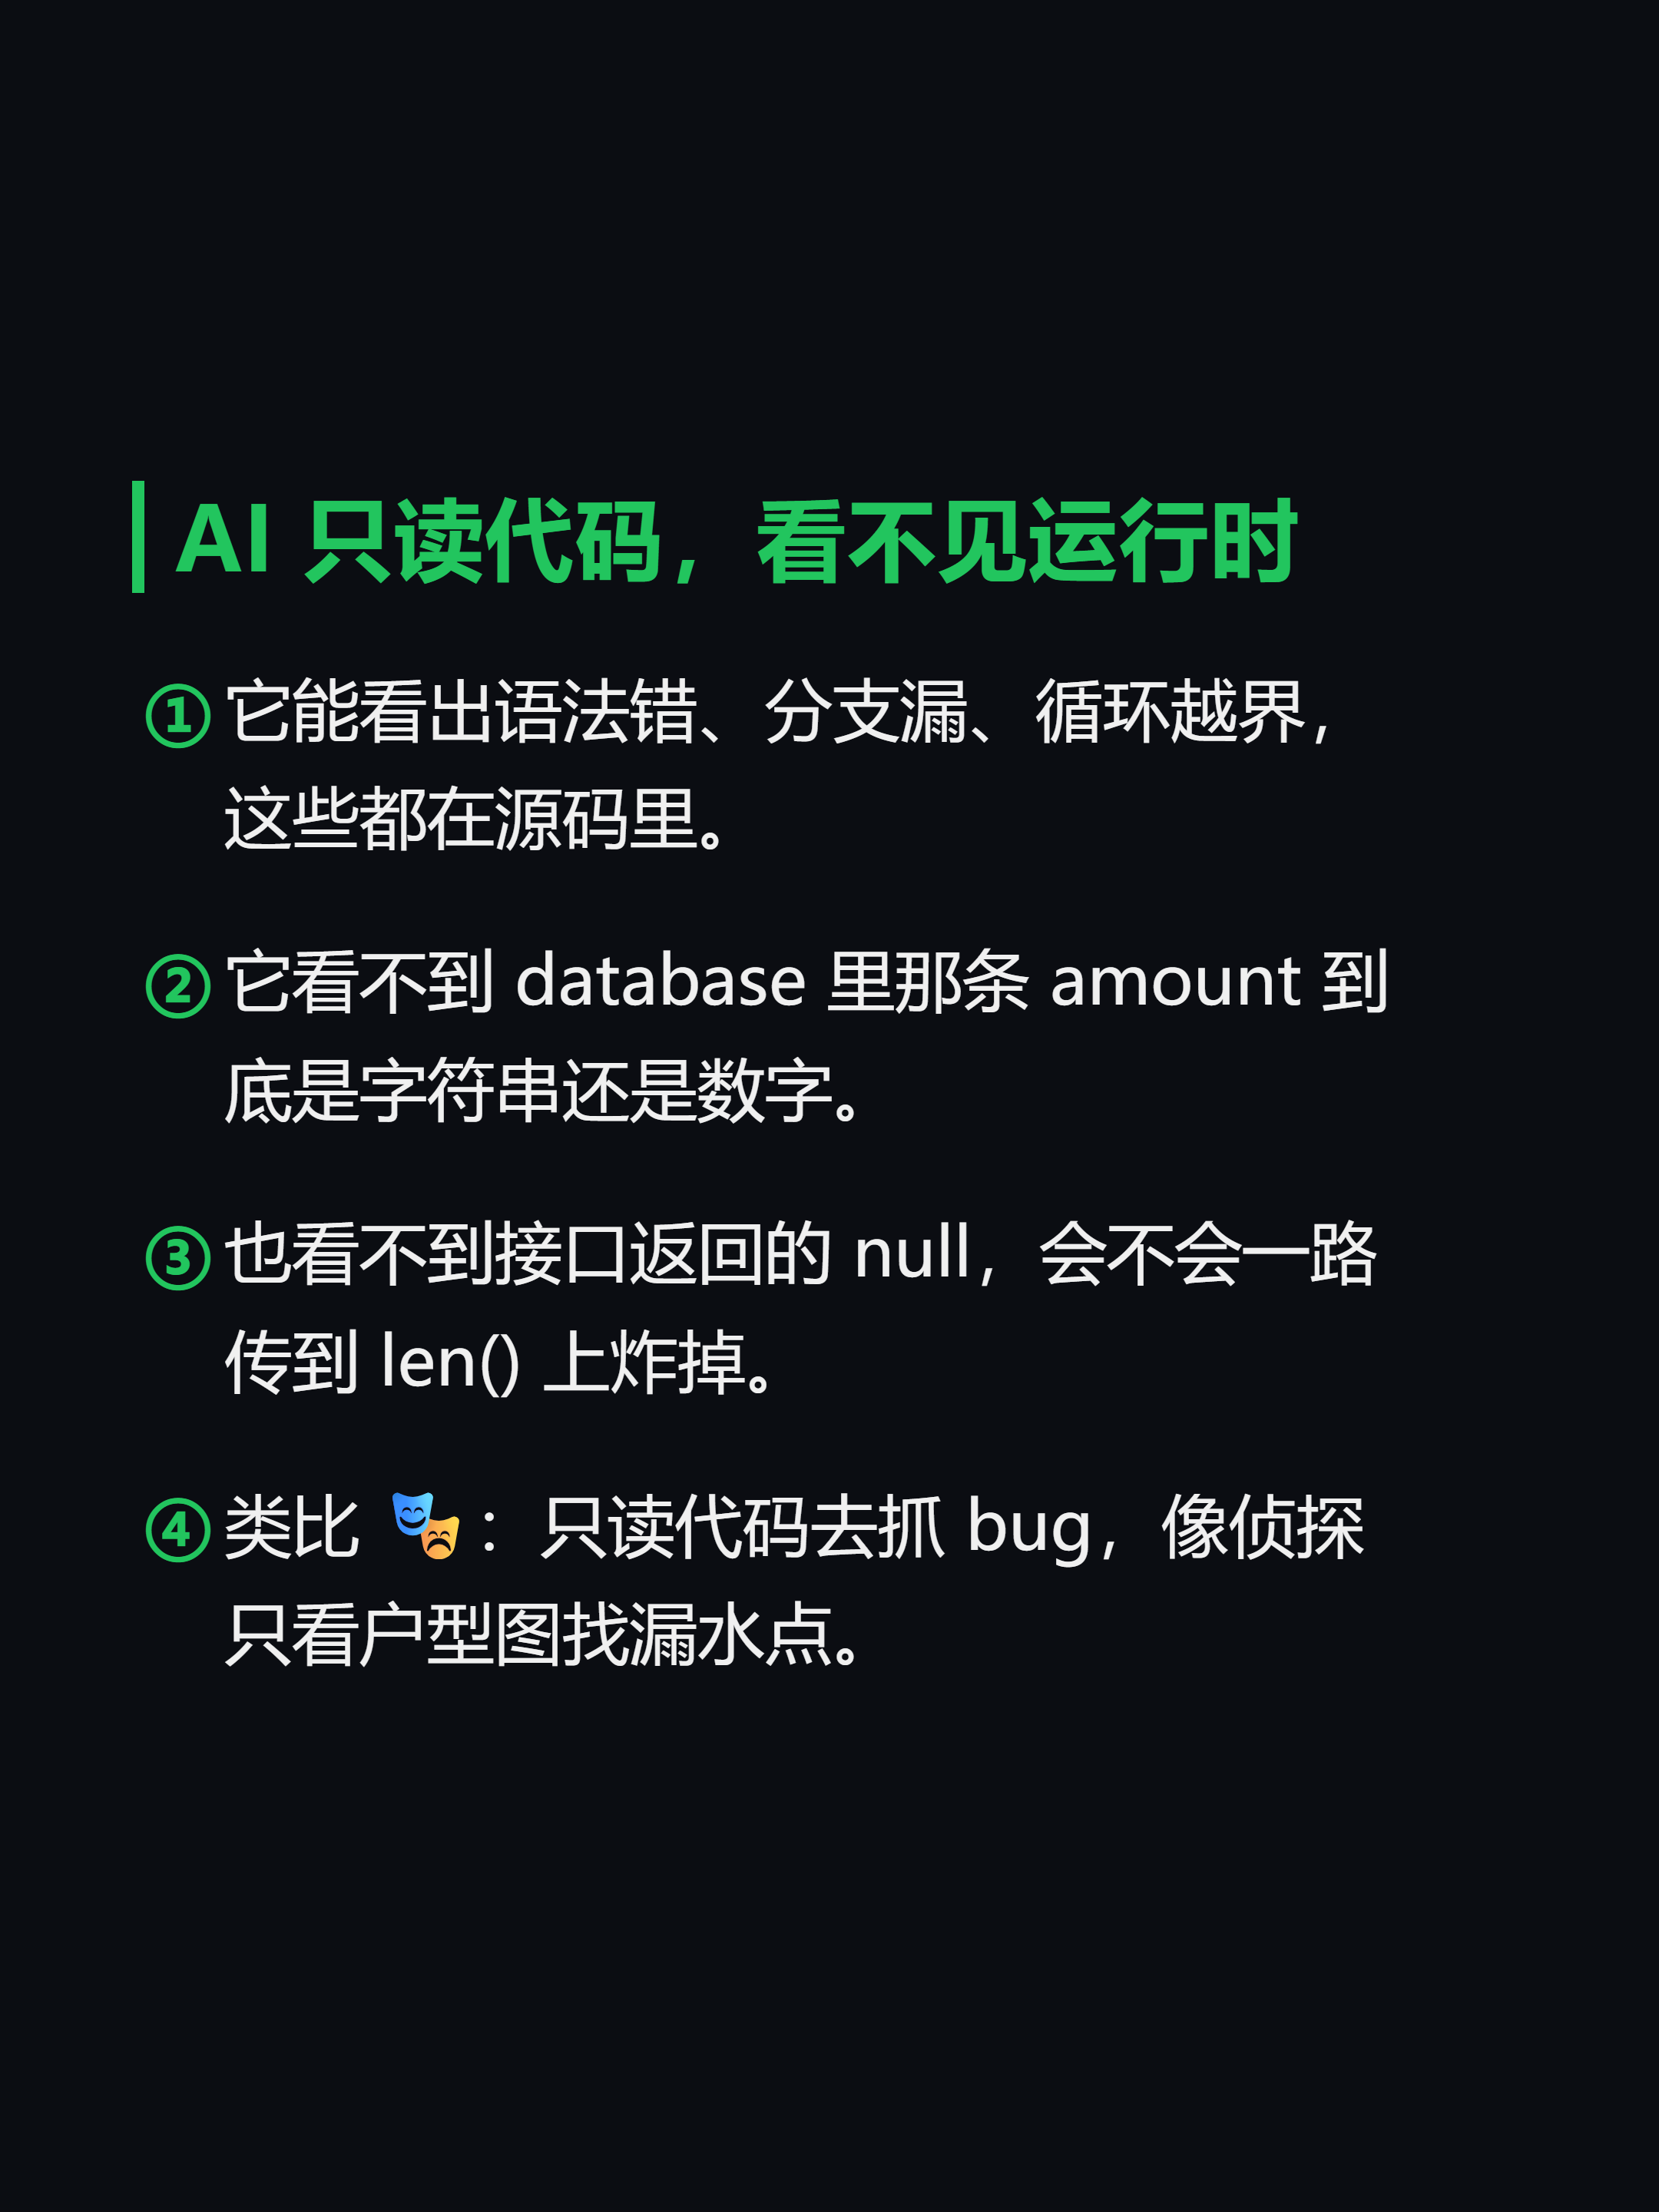 AI 只读代码，看不见运行时
① 它能看出语法错、分支漏、循环越界，
这些都在源码里。
② 它看不到 database 里那条 amount 到
底是字符串还是数字。
③ 也看不到接口返回的 null，会不会一路
传到 len() 上炸掉。
④ 类比 🎭：只读代码去抓 bug，像侦探
只看户型图找漏水点。